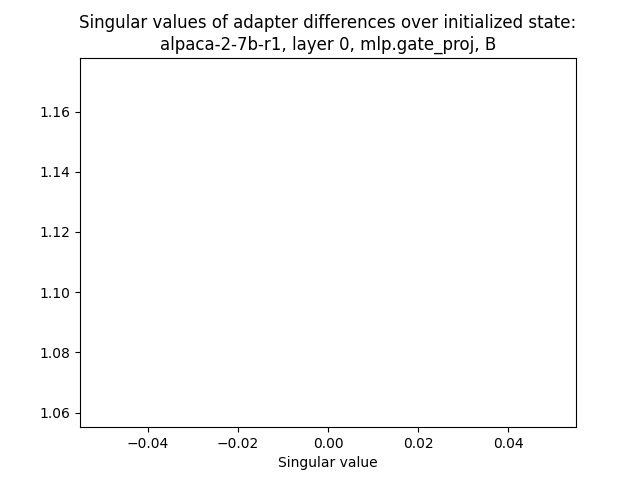 Singular values of adapter differences over initialized state:
alpaca-2-7b-r1, layer 0, mlp.gate_proj, B
1.16
1.14
1.12
1.10
1.08
1.06
−0.04 −0.02 0.00 0.02 0.04
Singular value